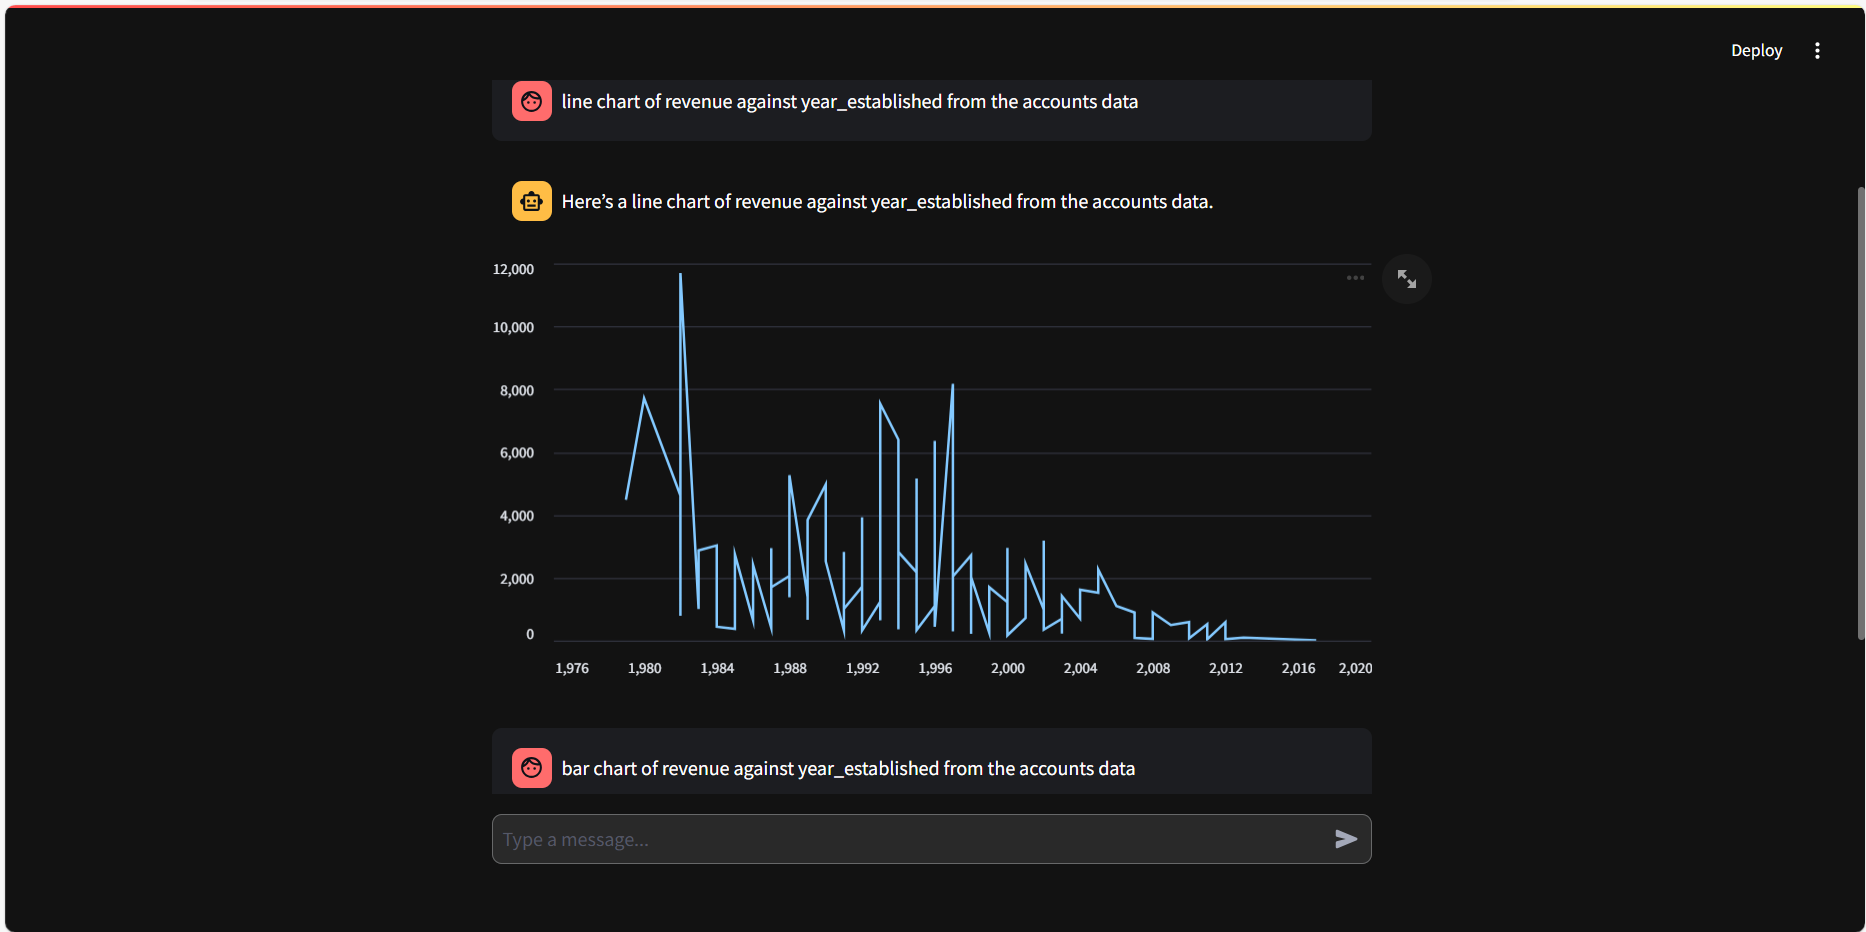 Deploy
line chart of revenue against year_established from the accounts data
Here’s a line chart of revenue against year_established from the accounts data.
12,000
10,000
8,000
6,000
4,000
2,000
0
1,976 1,980 1,984 1,988 1,992 1,996 2,000 2,004 2,008 2,012 2,016 2,020
bar chart of revenue against year_established from the accounts data
Type a message...